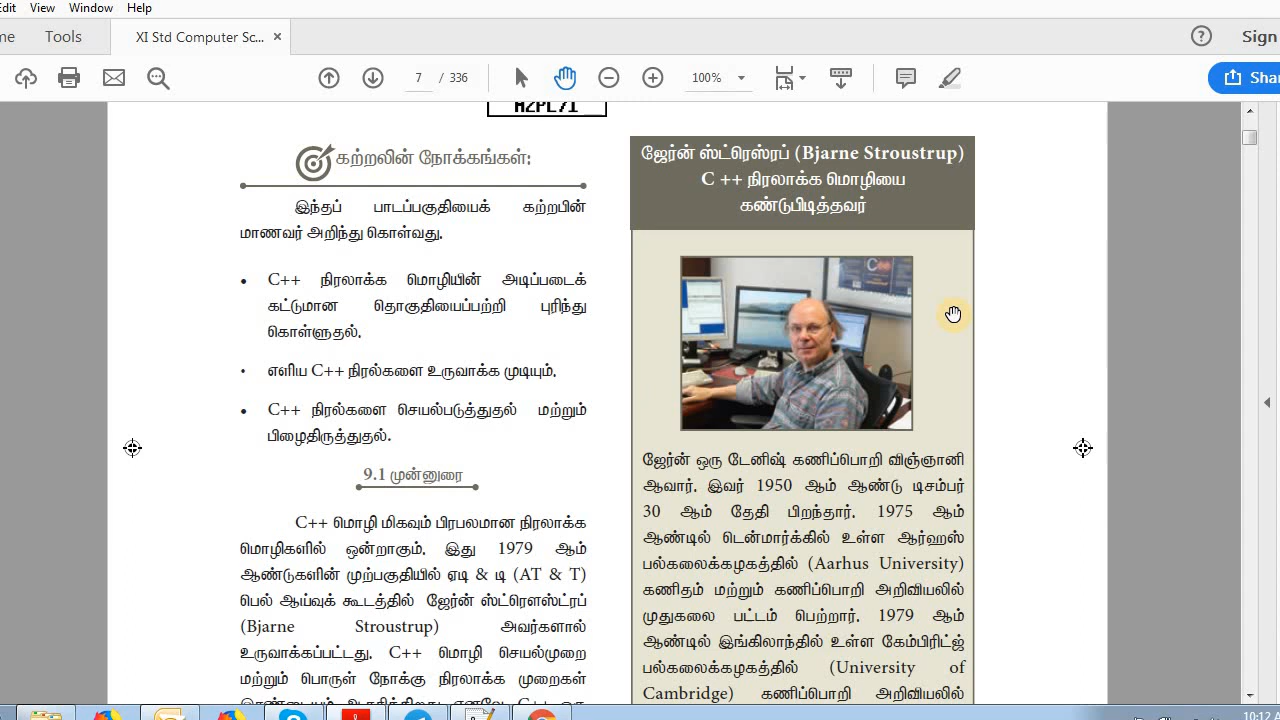 Edit View Window Help
me Tools XI Std Computer Sc... × ? Sign
7 / 336 100% Shar
கற்றலின் நோக்கங்கள்:
இந்தப் பாடப்பகுதியைக் கற்றபின்
மாணவர் அறிந்து கொள்வது.
• C++ நிரலாக்க மொழியின் அடிப்படைக்
கட்டுமான தொகுதியைப்பற்றி புரிந்து
கொள்ளுதல்.
• எளிய C++ நிரல்களை உருவாக்க முடியும்.
• C++ நிரல்களை செயல்படுத்துதல் மற்றும்
பிழைதிருத்துதல்.
9.1 முன்னுரை
C++ மொழி மிகவும் பிரபலமான நிரலாக்க
மொழிகளில் ஒன்றாகும். இது 1979 ஆம்
ஆண்டுகளின் முற்பகுதியில் ஏடி & டி (AT & T)
பெல் ஆய்வுக் கூடத்தில் ஜேர்ன் ஸ்ட்ரௌஸ்ட்ரப்
(Bjarne Stroustrup) அவர்களால்
உருவாக்கப்பட்டது. C++ மொழி செயல்முறை
மற்றும் பொருள் நோக்கு நிரலாக்க முறைகள்
ஜேர்ன் ஸ்ட்ரெஸ்ரப் (Bjarne Stroustrup)
C ++ நிரலாக்க மொழியை
கண்டுபிடித்தவர்
ஜேர்ன் ஒரு டேனிஷ் கணிப்பொறி விஞ்ஞானி
ஆவார். இவர் 1950 ஆம் ஆண்டு டிசம்பர்
30 ஆம் தேதி பிறந்தார். 1975 ஆம்
ஆண்டில் டென்மார்க்கில் உள்ள ஆர்ஹஸ்
பல்கலைக்கழகத்தில் (Aarhus University)
கணிதம் மற்றும் கணிப்பொறி அறிவியலில்
முதுகலை பட்டம் பெற்றார். 1979 ஆம்
ஆண்டில் இங்கிலாந்தில் உள்ள கேம்பிரிட்ஜ்
பல்கலைக்கழகத்தில் (University of
Cambridge) கணிப்பொறி அறிவியலில்